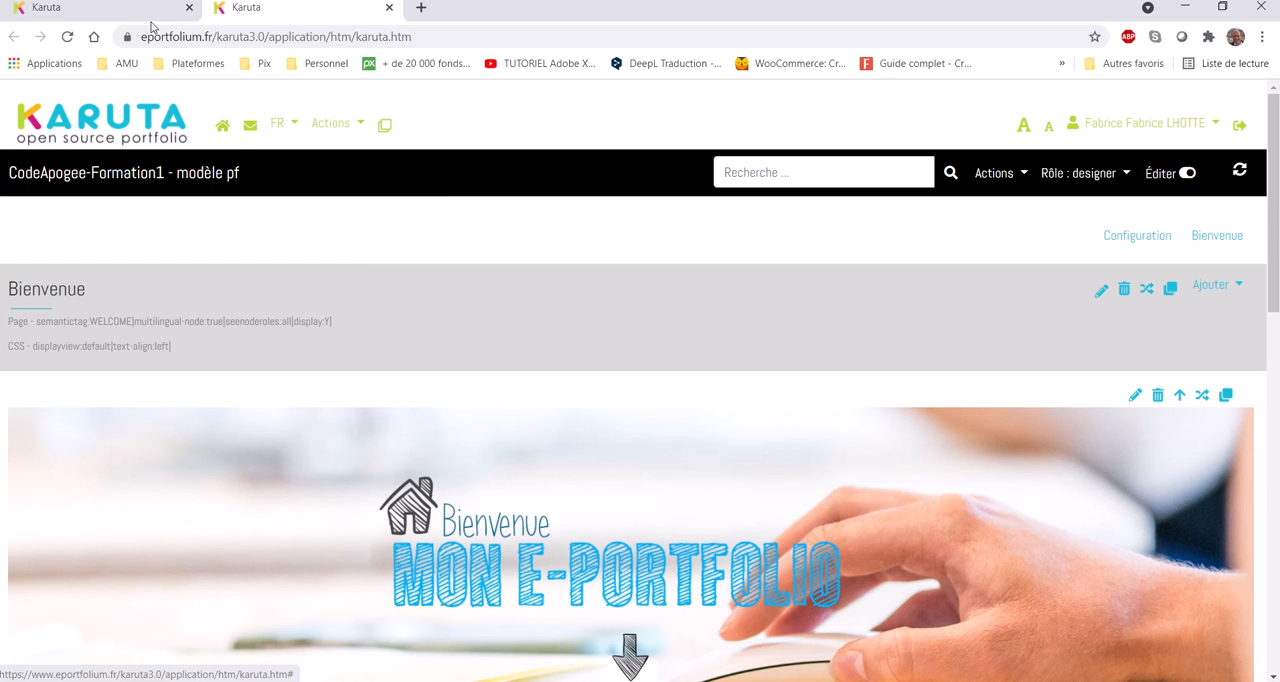 Karuta
Karuta
eportfolium.fr/karuta3.0/application/htm/karuta.htm
ABP
Applications
AMU
Plateformes
Pix
Personnel
+ de 20 000 fonds...
TUTORIEL Adobe X...
DeepL Traduction -...
WooCommerce: Cr...
Guide complet - Cr...
»
Autres favoris
Liste de lecture
KARUTA
open source portfolio
FR
Actions
A
A
Fabrice Fabrice LHOTTE
CodeApogee-Formation1 - modèle pf
Recherche ...
Actions
Rôle : designer
Éditer
Configuration
Bienvenue
Bienvenue
Ajouter
Page - semantictag:WELCOME|multilingual-node:true|seenoderoles:all|display:Y|
CSS - displayview:default|text-align:left|
Bienvenue
MON E-PORTFOLIO
https://www.eportfolium.fr/karuta3.0/application/htm/karuta.htm#